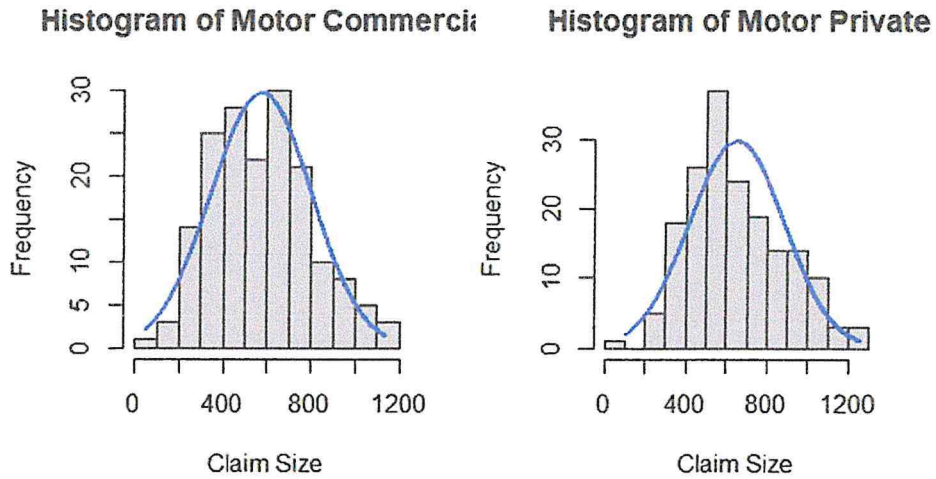 Histogram of Motor Commercia
Frequency
0 5 10 20 30
0 400 800 1200
Claim Size
Histogram of Motor Private
Frequency
0 10 20 30
0 400 800 1200
Claim Size